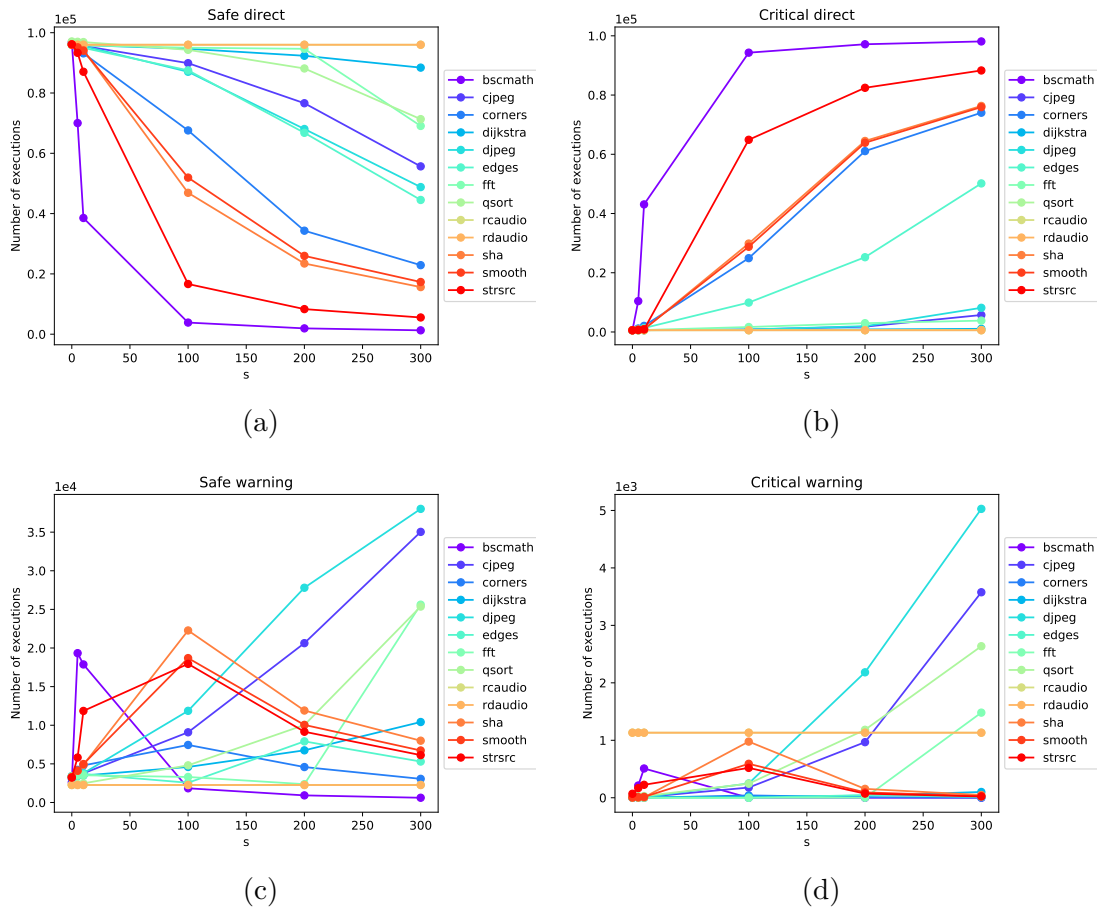 Safe direct
1e5
Number of executions
1.0
0.8
0.6
0.4
0.2
0.0
0 50 100 150 200 250 300
s
bscmath
cjpeg
corners
dijkstra
djpeg
edges
fft
qsort
rcaudio
rdaudio
sha
smooth
strsrc
(a)
Critical direct
1e5
Number of executions
1.0
0.8
0.6
0.4
0.2
0.0
0 50 100 150 200 250 300
s
bscmath
cjpeg
corners
dijkstra
djpeg
edges
fft
qsort
rcaudio
rdaudio
sha
smooth
strsrc
(b)
Safe warning
1e4
Number of executions
3.5
3.0
2.5
2.0
1.5
1.0
0.5
0.0
0 50 100 150 200 250 300
s
bscmath
cjpeg
corners
dijkstra
djpeg
edges
fft
qsort
rcaudio
rdaudio
sha
smooth
strsrc
(c)
Critical warning
1e3
Number of executions
5
4
3
2
1
0
0 50 100 150 200 250 300
s
bscmath
cjpeg
corners
dijkstra
djpeg
edges
fft
qsort
rcaudio
rdaudio
sha
smooth
strsrc
(d)